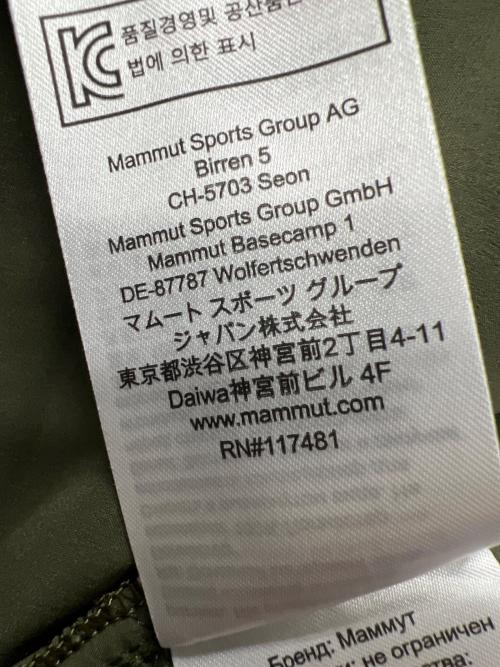 품질경영및 공산품안
법에 의한 표시
Mammut Sports Group AG
Birren 5
CH-5703 Seon
Mammut Sports Group GmbH
Mammut Basecamp 1
DE-87787 Wolfertschwenden
マムート スポーツ グループ
ジャパン株式会社
東京都渋谷区神宮前2丁目4-11
Daiwa神宮前ビル 4F
www.mammut.com
RN#117481
Бренд: Маммут
не ограничен